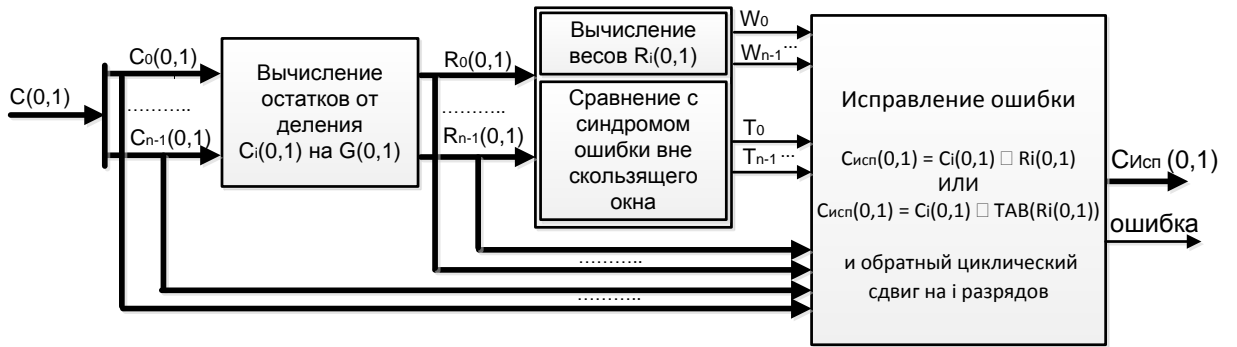 C(0,1)
C0(0,1)
...........
Cn-1(0,1)
Вычисление
остатков от
деления
Ci(0,1) на G(0,1)
R0(0,1)
...........
Rn-1(0,1)
Вычисление
весов Ri(0,1)
Сравнение с
синдромом
ошибки вне
скользящего
окна
W0
Wn-1...
T0
Tn-1...
...........
...........
Исправление ошибки
Cисп(0,1) = Ci(0,1) □ Ri(0,1)
ИЛИ
Cисп(0,1) = Ci(0,1) □ TAB(Ri(0,1))
и обратный циклический
сдвиг на i разрядов
CИсп (0,1)
ошибка